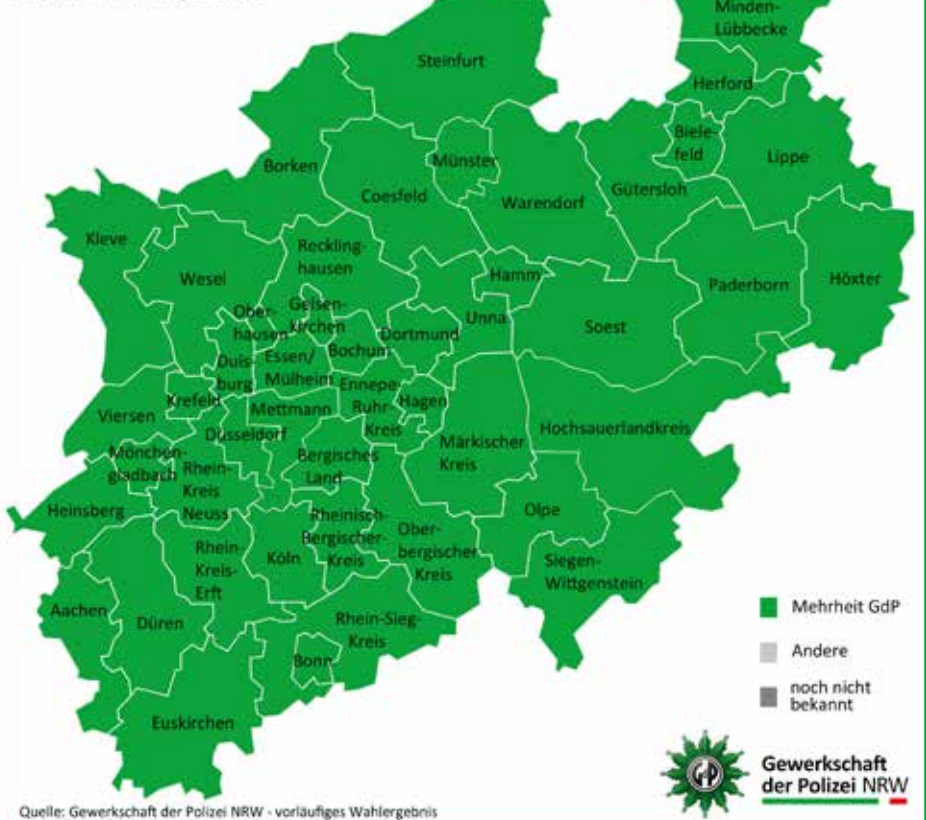 Minden-
Lübbecke
Steinfurt
Herford
Biele-
feld
Münster
Lippe
Borken
Coesfeld
Gütersloh
Warendorf
Kleve
Reckling-
hausen
Hamm
Wesel
Paderborn
Höxter
Ober-
hausen
Gelsen-
kirchen
Unna
Soest
Dortmund
Bochum
Duis-
burg
Essen/
Mülheim
Ennepe
Ruhr-
Kreis
Hagen
Krefeld
Mettmann
Viersen
Düsseldorf
Hochsauerlandkreis
Märkischer
Kreis
Mönchen-
gladbach
Bergisches
Land
Rhein-
Kreis
Neuss
Heinsberg
Olpe
Rheinisch-
Bergischer-
Kreis
Ober-
bergischer
Kreis
Rhein-
Kreis-
Erft
Köln
Siegen-
Wittgenstein
Aachen
Düren
Rhein-Sieg-
Kreis
Bonn
Euskirchen
Mehrheit GdP
Andere
noch nicht
bekannt
GdP
Gewerkschaft
der Polizei NRW
Quelle: Gewerkschaft der Polizei NRW - vorläufiges Wahlergebnis